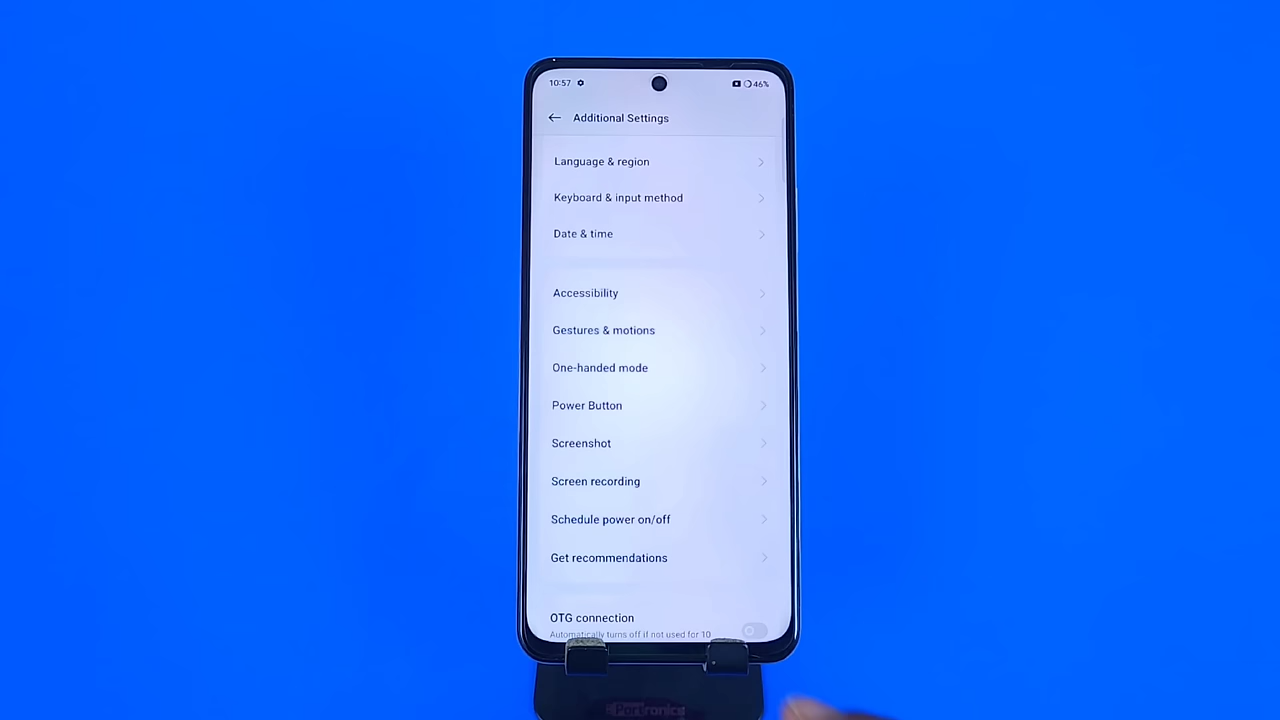 10:57 46%
Additional Settings
Language & region
Keyboard & input method
Date & time
Accessibility
Gestures & motions
One-handed mode
Power Button
Screenshot
Screen recording
Schedule power on/off
Get recommendations
OTG connection
Automatically turns off if not used for 10
Portronics